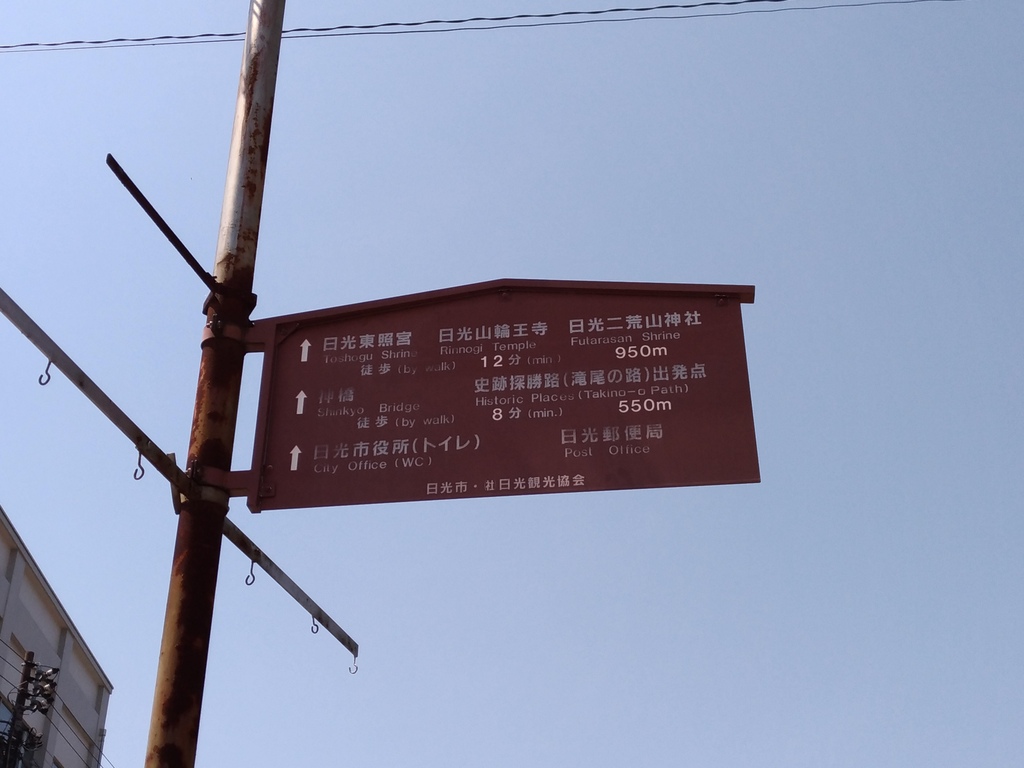 日光東照宮 日光山輪王寺 日光二荒山神社
Toshogu Shrine Rinnogi Temple Futarasan Shrine
徒歩 (by walk) 12分 (min.) 950m
神橋 史跡探勝路(滝尾の路)出発点
Shinkyo Bridge Historic Places (Takino-o Path)
徒歩 (by walk) 8分 (min.) 550m
日光市役所(トイレ) 日光郵便局
City Office (WC) Post Office
日光市・社日光観光協会